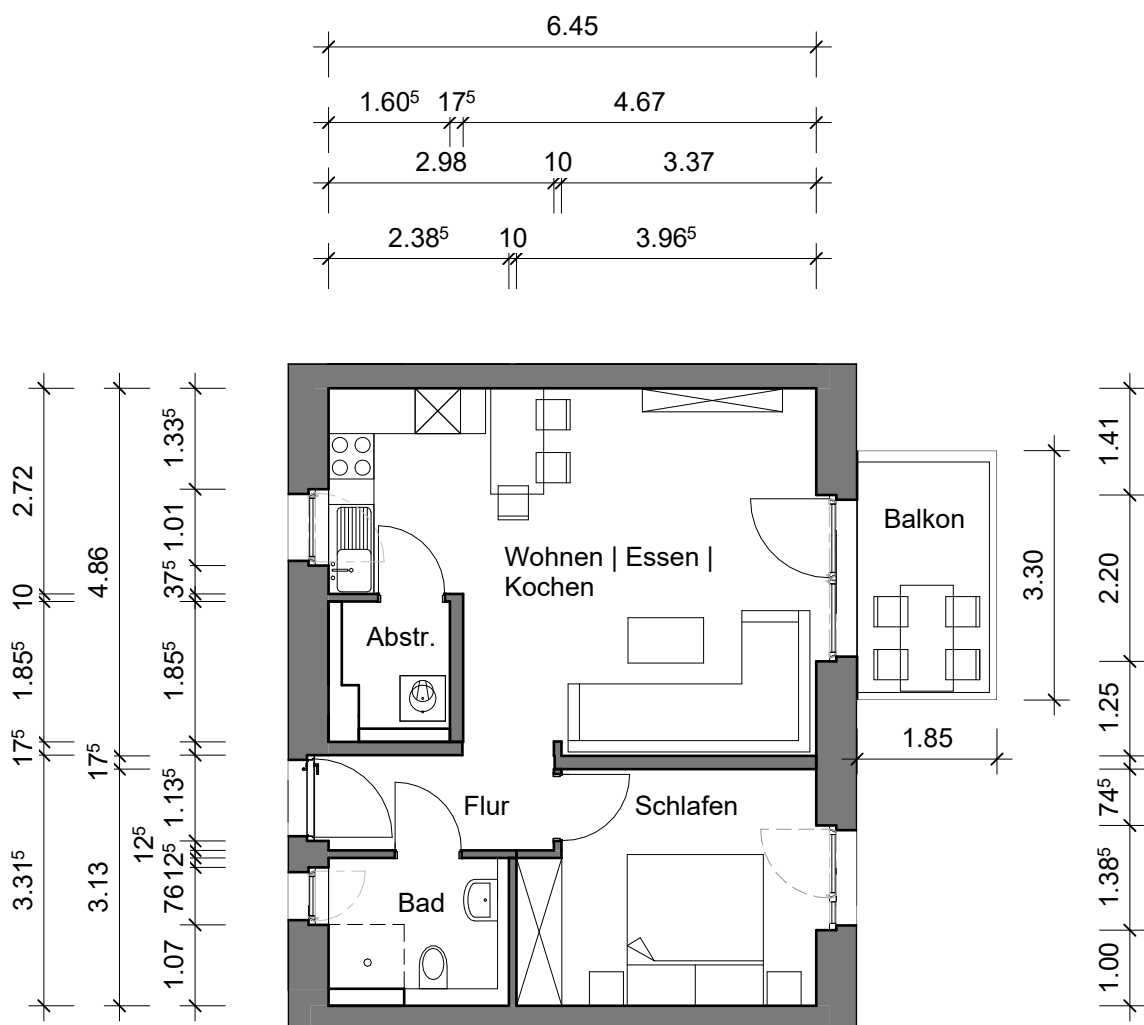 6.45
1.60⁵ 17⁵ 4.67
2.98 10 3.37
2.38⁵ 10 3.96⁵
2.72
10
1.85⁵
17⁵
3.31⁵
4.86
17⁵
3.13
1.33⁵
1.01
37⁵
1.85⁵
1.13⁵
12⁵
12⁵
76
1.07
Wohnen | Essen |
Kochen
Abstr.
Flur
Schlafen
Bad
Balkon
3.30
1.85
1.41
2.20
1.25
74⁵
1.38⁵
1.00